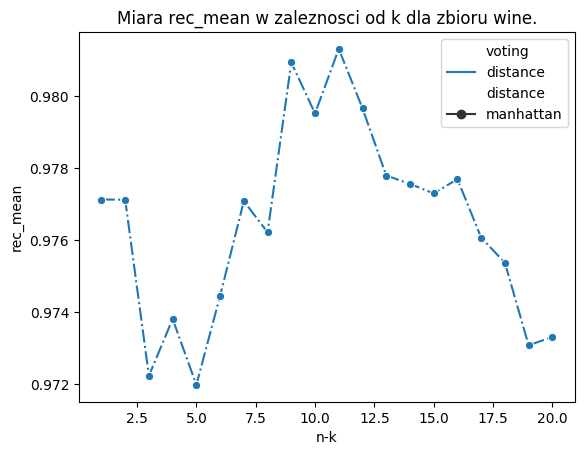 Miara rec_mean w zaleznosci od k dla zbioru wine.
voting
distance
distance
manhattan
rec_mean
0.980
0.978
0.976
0.974
0.972
2.5 5.0 7.5 10.0 12.5 15.0 17.5 20.0
n-k